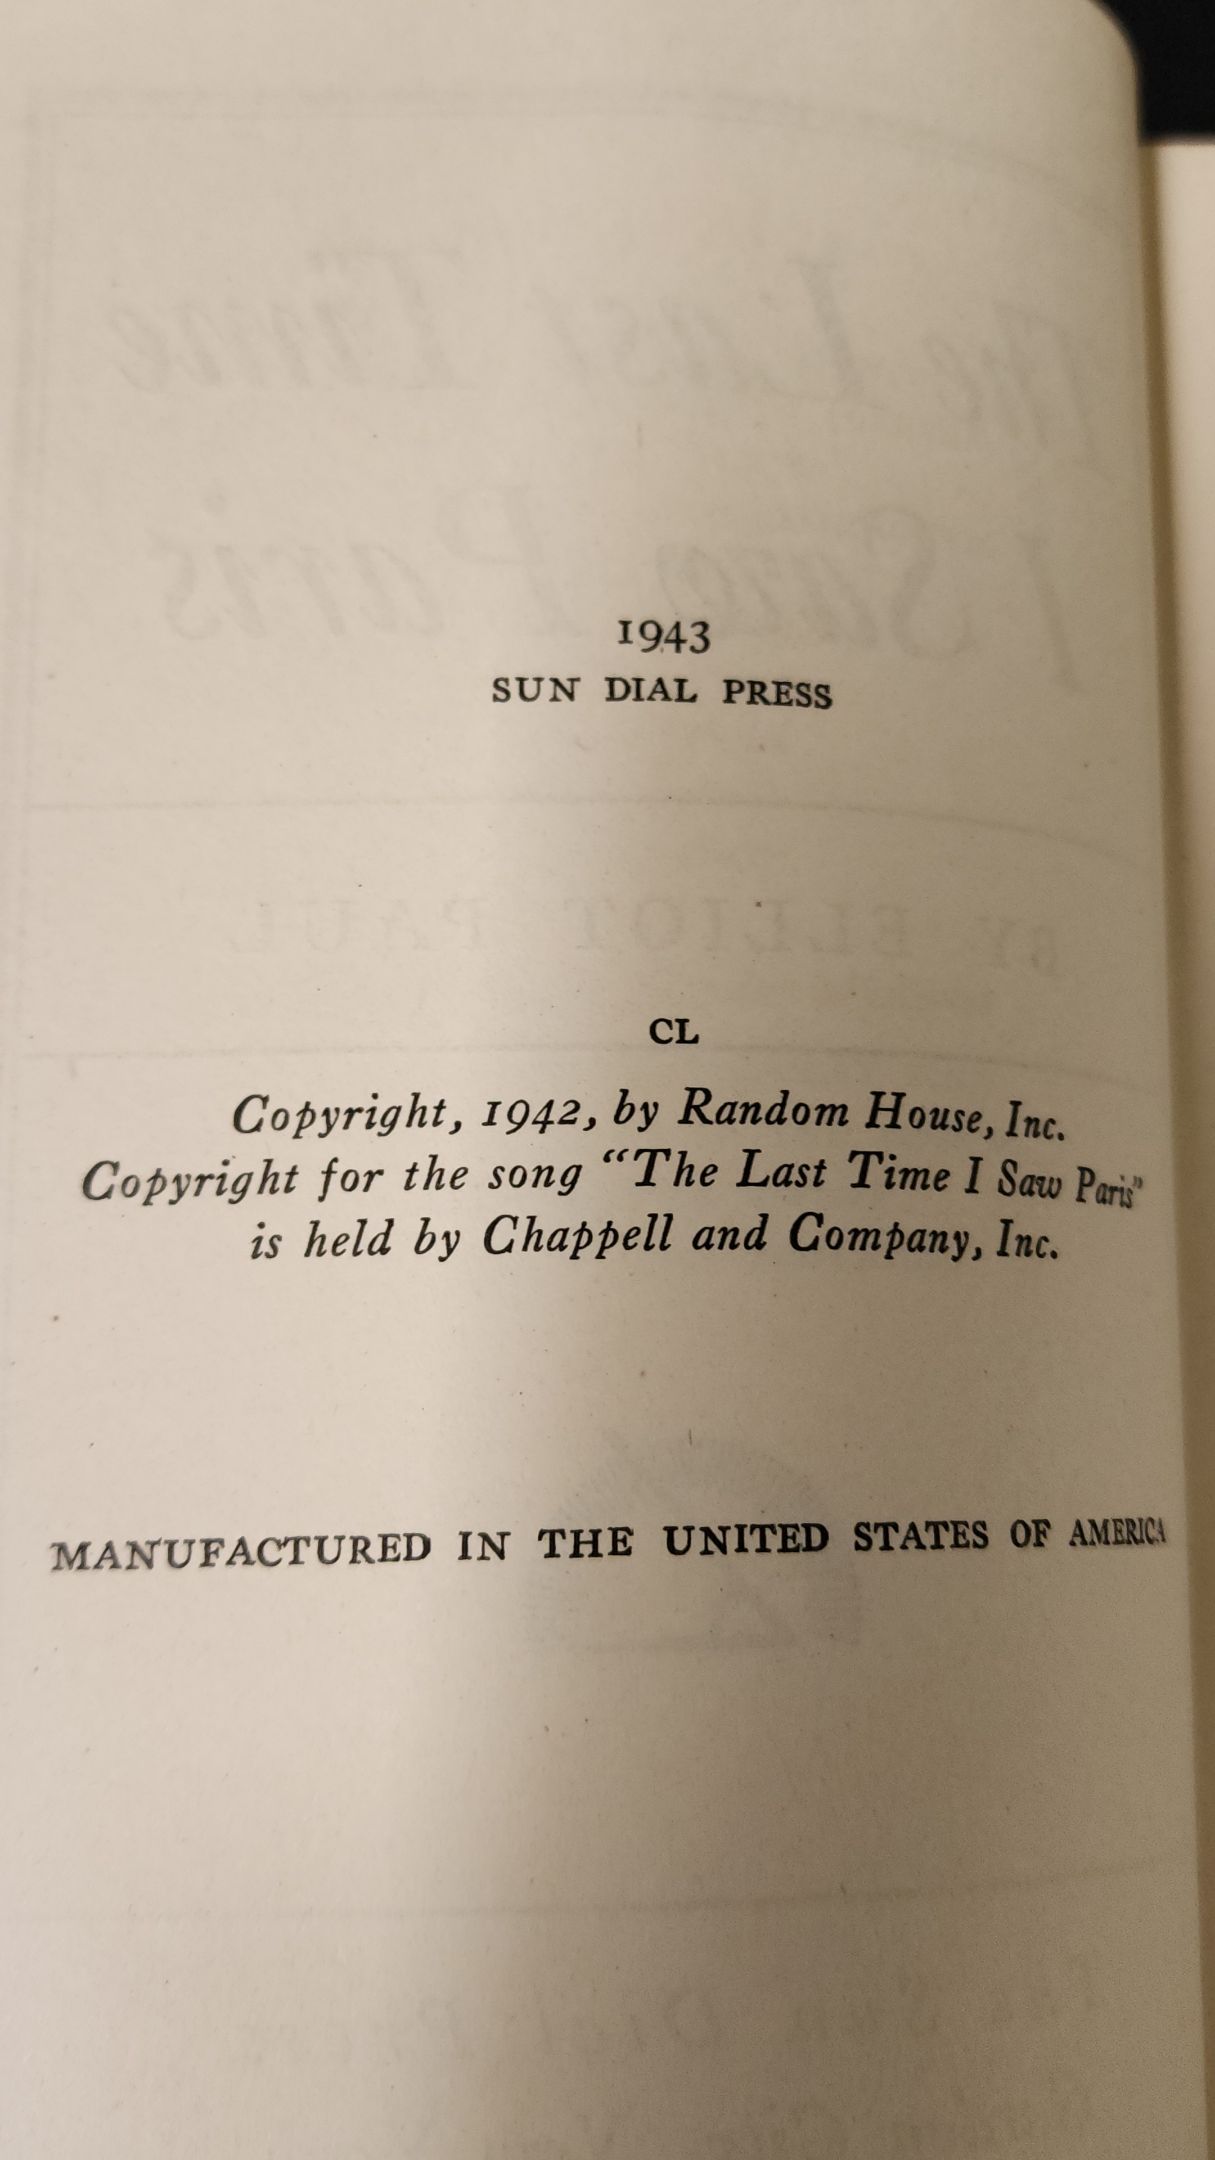 1943
SUN DIAL PRESS
CL
Copyright, 1942, by Random House, Inc.
Copyright for the song “The Last Time I Saw Paris”
is held by Chappell and Company, Inc.
MANUFACTURED IN THE UNITED STATES OF AMERICA